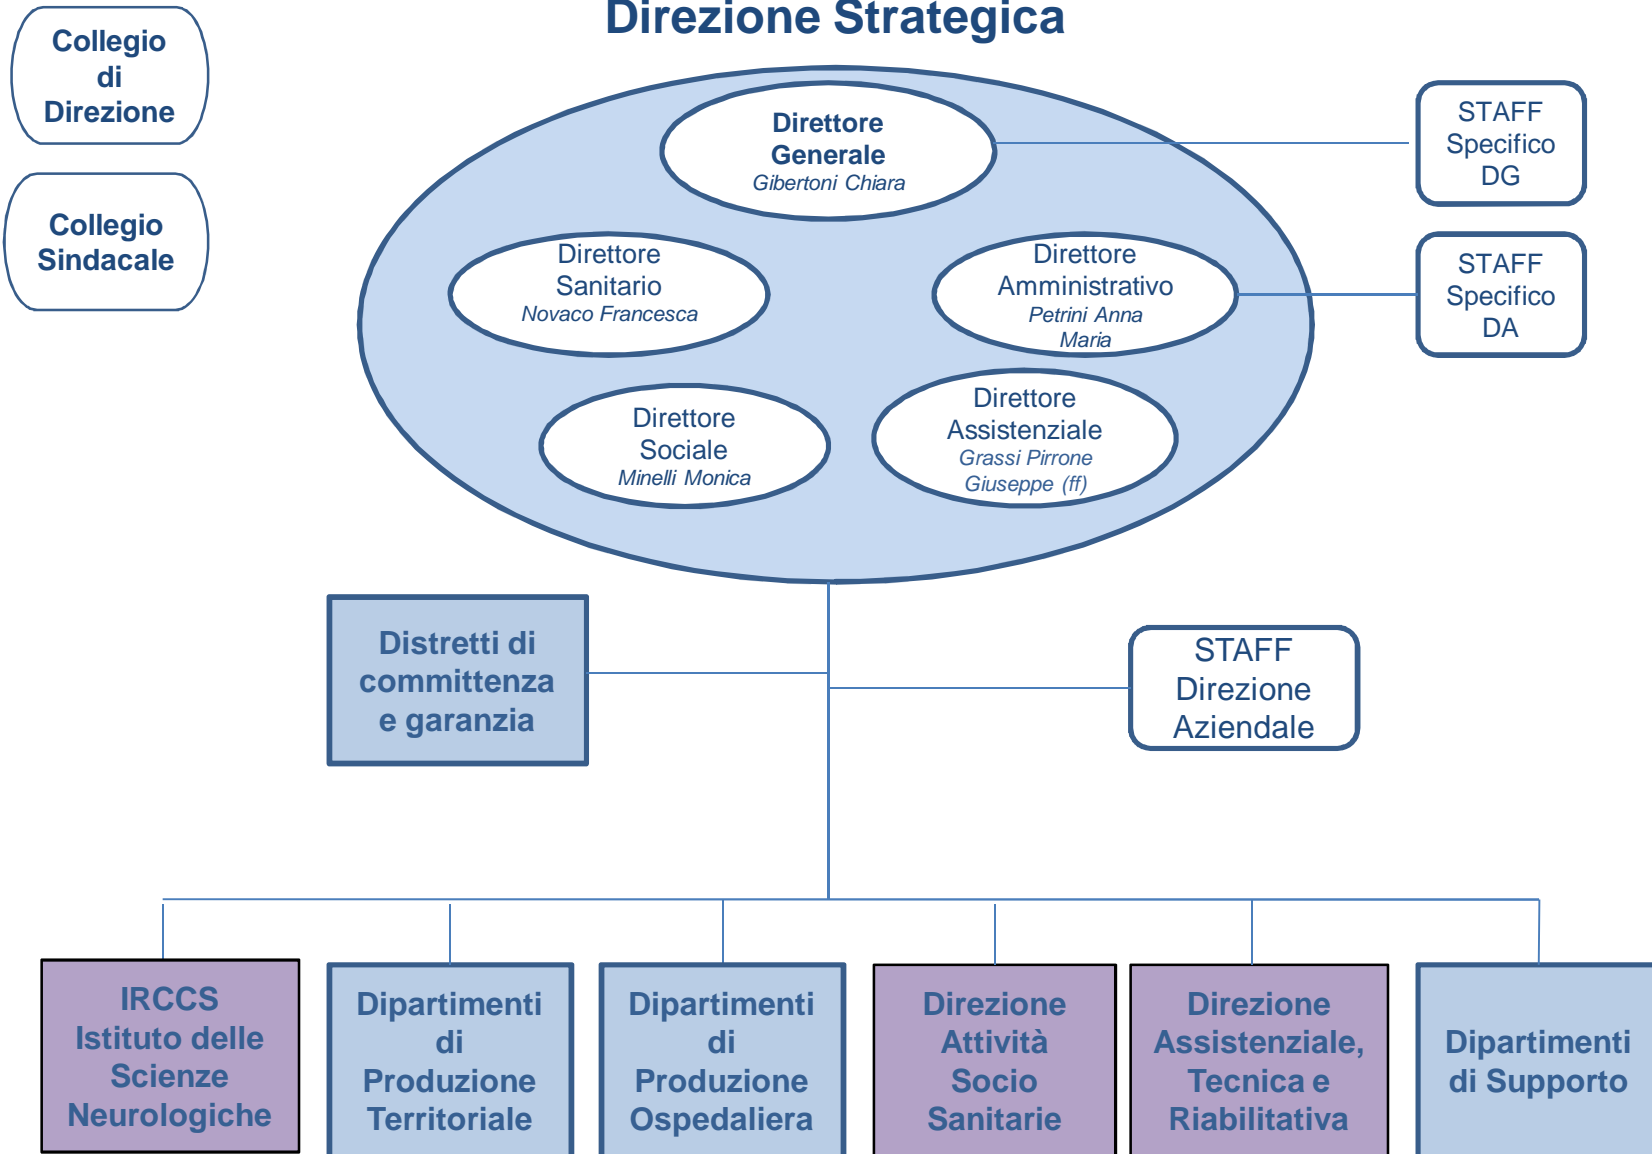 Direzione Strategica
Collegio
di
Direzione
Collegio
Sindacale
Direttore
Generale
Gibertoni Chiara
STAFF
Specifico
DG
Direttore
Sanitario
Novaco Francesca
Direttore
Amministrativo
Petrini Anna
Maria
STAFF
Specifico
DA
Direttore
Sociale
Minelli Monica
Direttore
Assistenziale
Grassi Pirrone
Giuseppe (ff)
Distretti di
committenza
e garanzia
STAFF
Direzione
Aziendale
IRCCS
Istituto delle
Scienze
Neurologiche
Dipartimenti
di
Produzione
Territoriale
Dipartimenti
di
Produzione
Ospedaliera
Direzione
Attività
Socio
Sanitarie
Direzione
Assistenziale,
Tecnica e
Riabilitativa
Dipartimenti
di Supporto